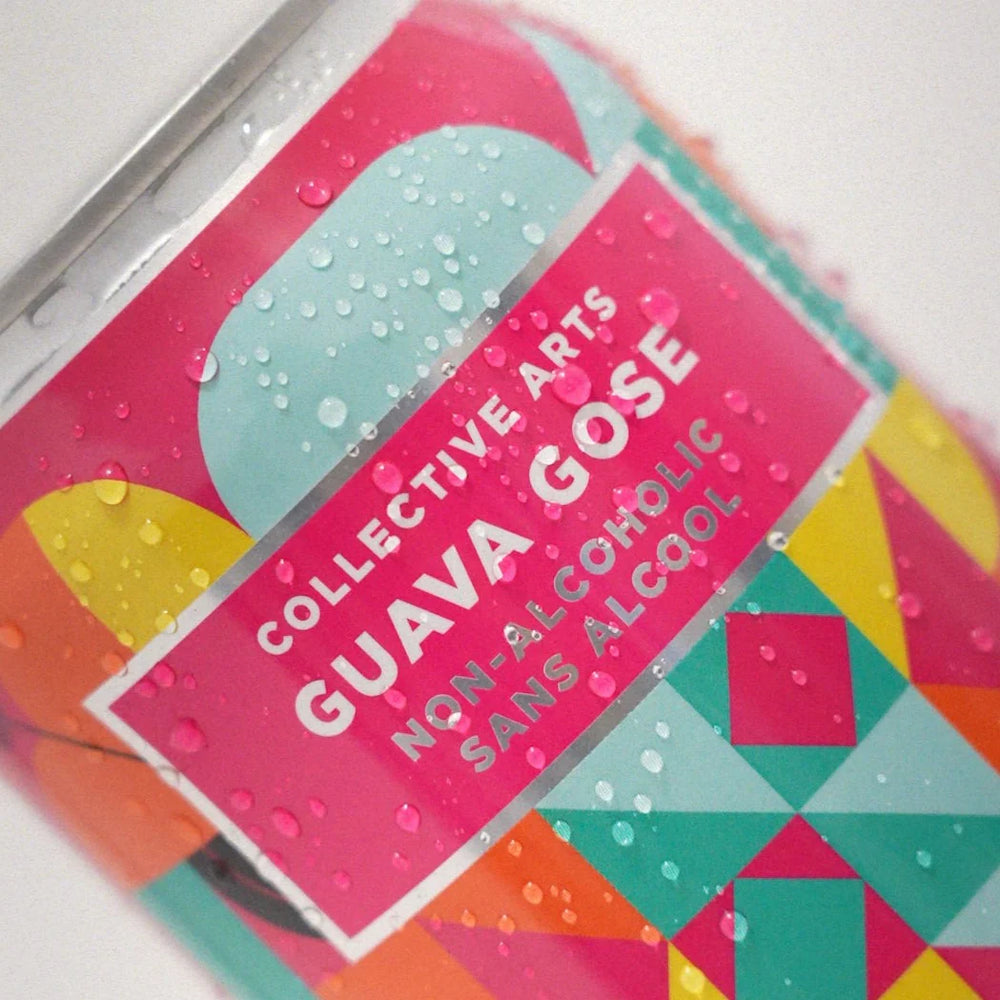 COLLECTIVE ARTS
GUAVA GOSE
NON-ALCOHOLIC
SANS ALCOOL